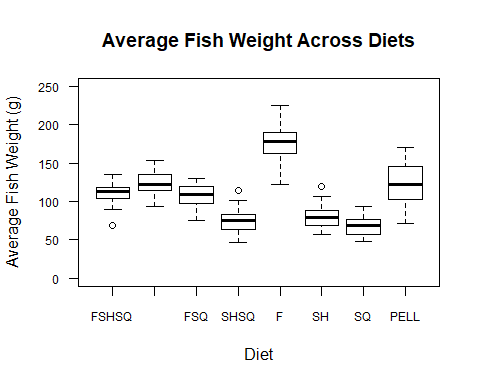 Average Fish Weight Across Diets
Average Fish Weight (g)
250
200
150
100
50
0
FSHSQ FSQ SHSQ F SH SQ PELL
Diet